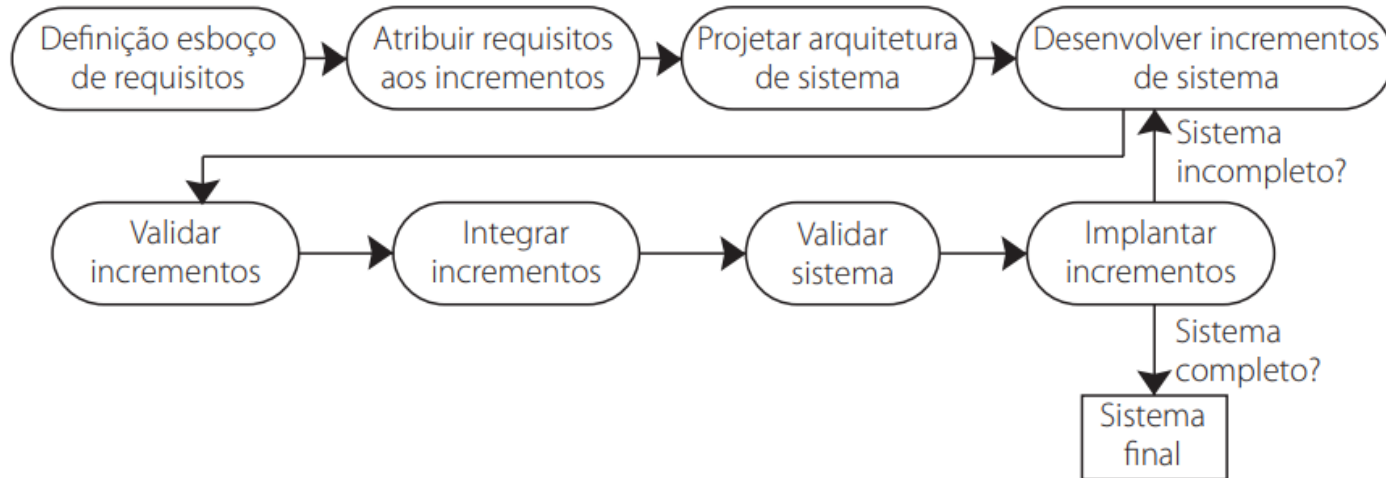 Definição esboço
de requisitos
Atribuir requisitos
aos incrementos
Projetar arquitetura
de sistema
Desenvolver incrementos
de sistema
Sistema
incompleto?
Validar
incrementos
Integrar
incrementos
Validar
sistema
Implantar
incrementos
Sistema
completo?
Sistema
final